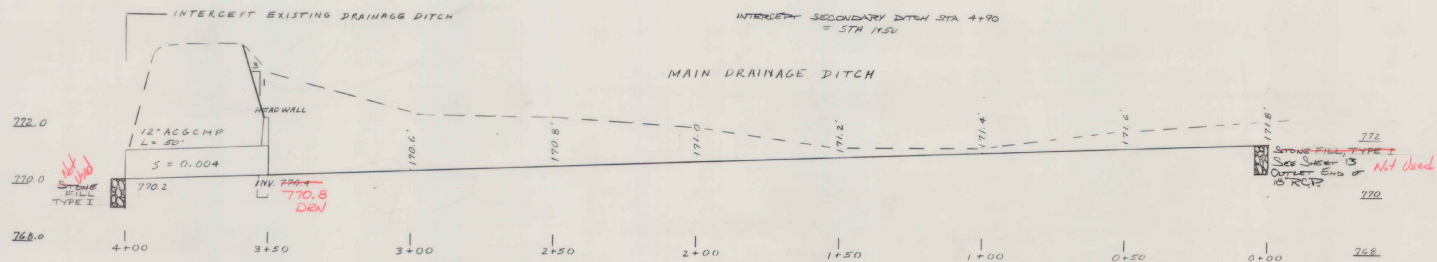 INTERCEPT EXISTING DRAINAGE DITCH
INTERCEPT SECONDARY DITCH STA 4+90
= STA 1+50
MAIN DRAINAGE DITCH
HEADWALL
12" ACGCMP
L = 50'
S = 0.004
772.0
770.0
768.0
Not Used
STONE
FILL
TYPE I
770.2
INV. 770.4
770.8
DRN
170.6'
170.8'
171.0'
171.2'
171.4'
171.6'
171.8'
772
STONE FILL, TYPE I
SEE SHEET 13
OUTLET END OF
18" RCP.
Not Used
770
768
4+00
3+50
3+00
2+50
2+00
1+50
1+00
0+50
0+00